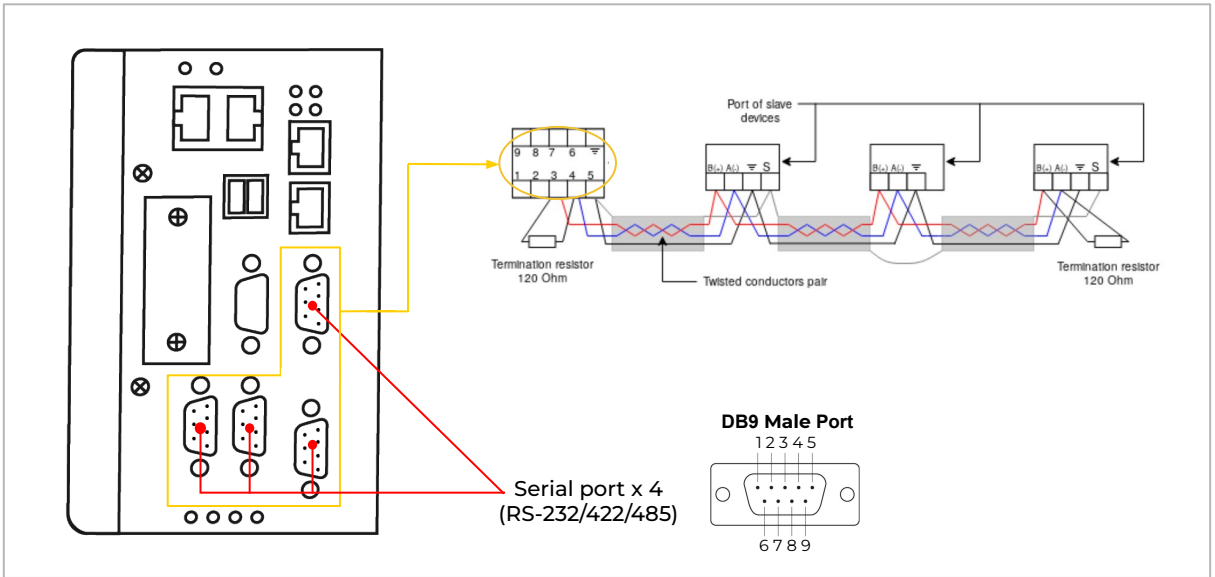 Port of slave
devices
9 8 7 6
1 2 3 4 5
B(+) A(-) S
B(+) A(-)
B(+) A(-) S
Termination resistor
120 Ohm
Twisted conductors pair
Termination resistor
120 Ohm
DB9 Male Port
1 2 3 4 5
6 7 8 9
Serial port x 4
(RS-232/422/485)